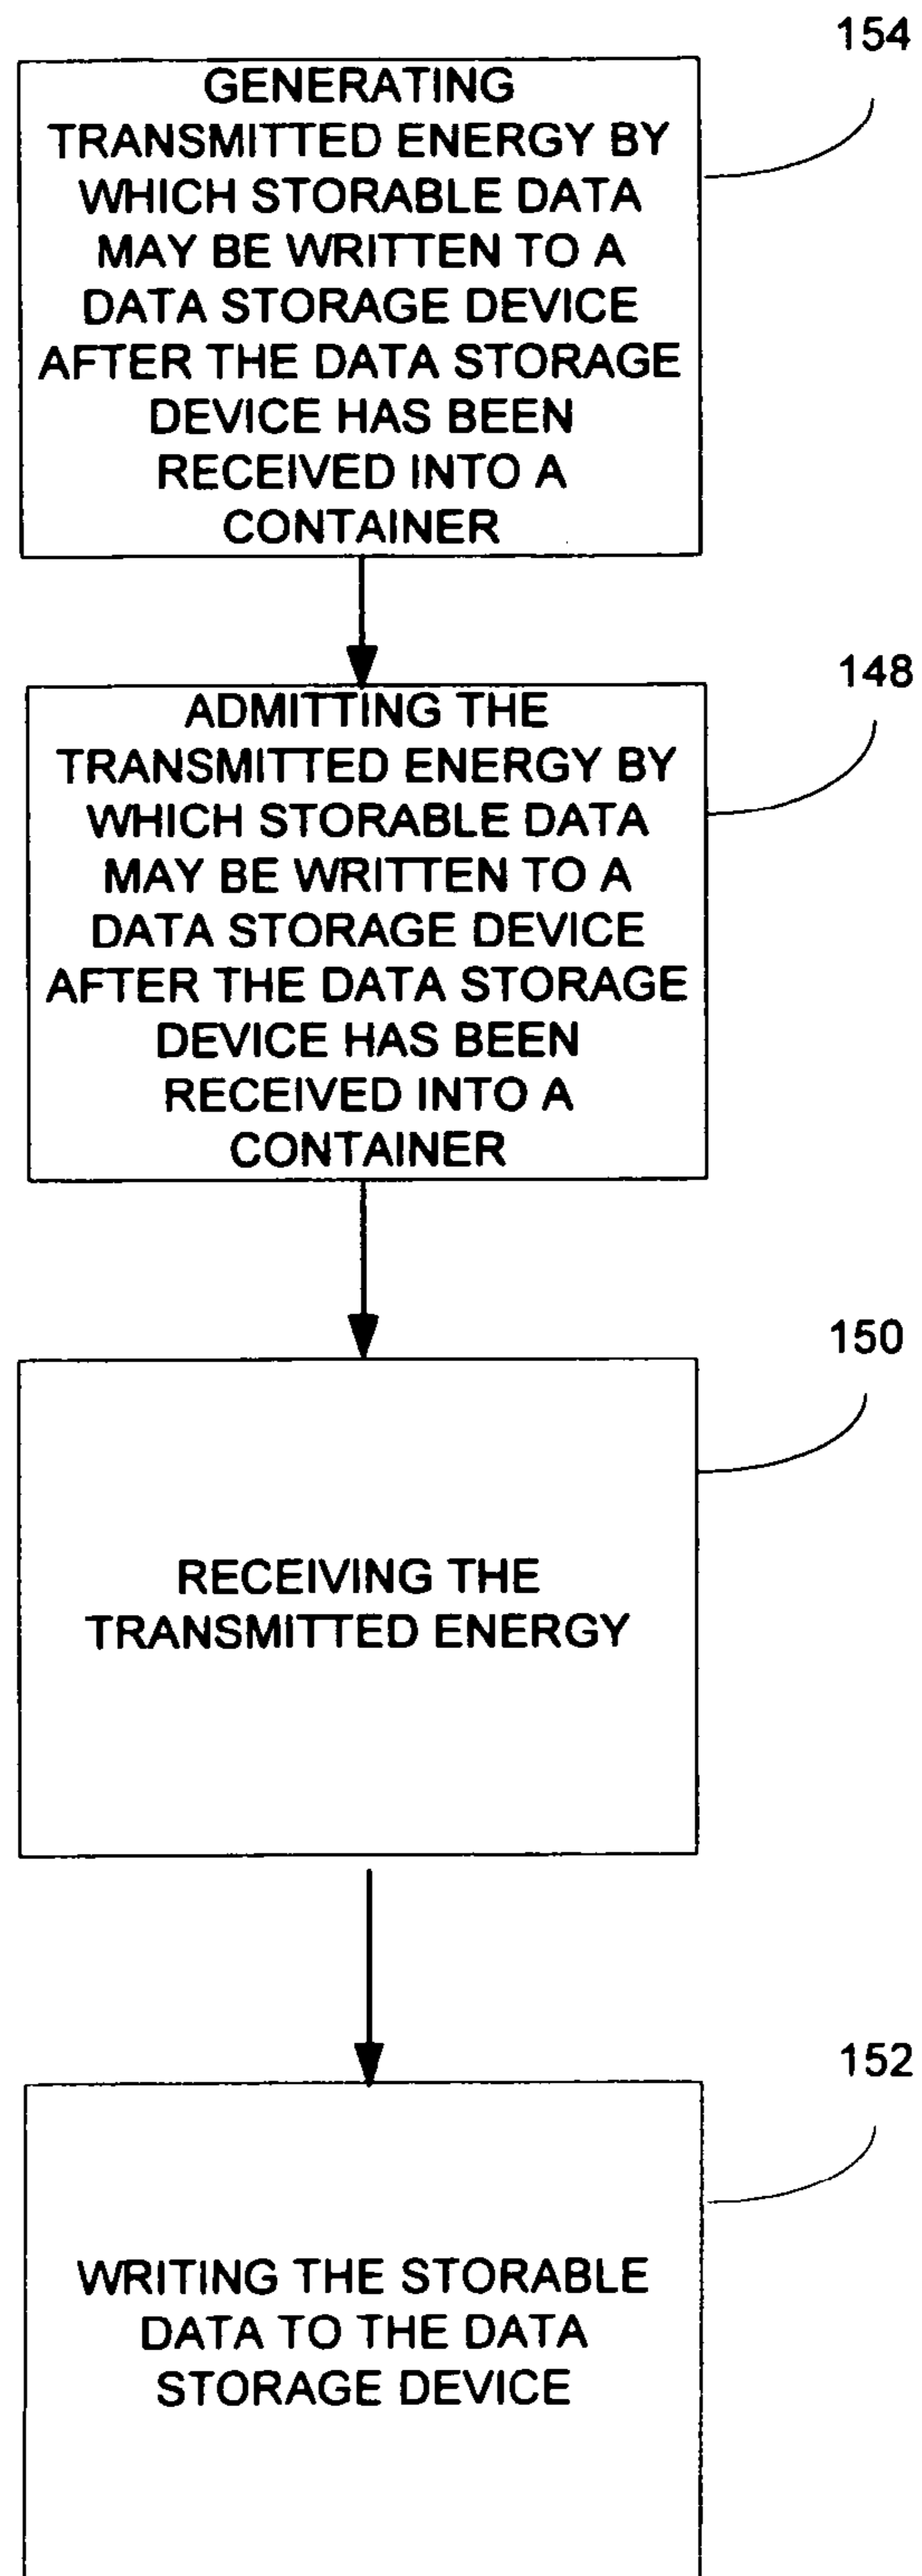 154
GENERATING
TRANSMITTED ENERGY BY
WHICH STORABLE DATA
MAY BE WRITTEN TO A
DATA STORAGE DEVICE
AFTER THE DATA STORAGE
DEVICE HAS BEEN
RECEIVED INTO A
CONTAINER
148
ADMITTING THE
TRANSMITTED ENERGY BY
WHICH STORABLE DATA
MAY BE WRITTEN TO A
DATA STORAGE DEVICE
AFTER THE DATA STORAGE
DEVICE HAS BEEN
RECEIVED INTO A
CONTAINER
150
RECEIVING THE
TRANSMITTED ENERGY
152
WRITING THE STORABLE
DATA TO THE DATA
STORAGE DEVICE